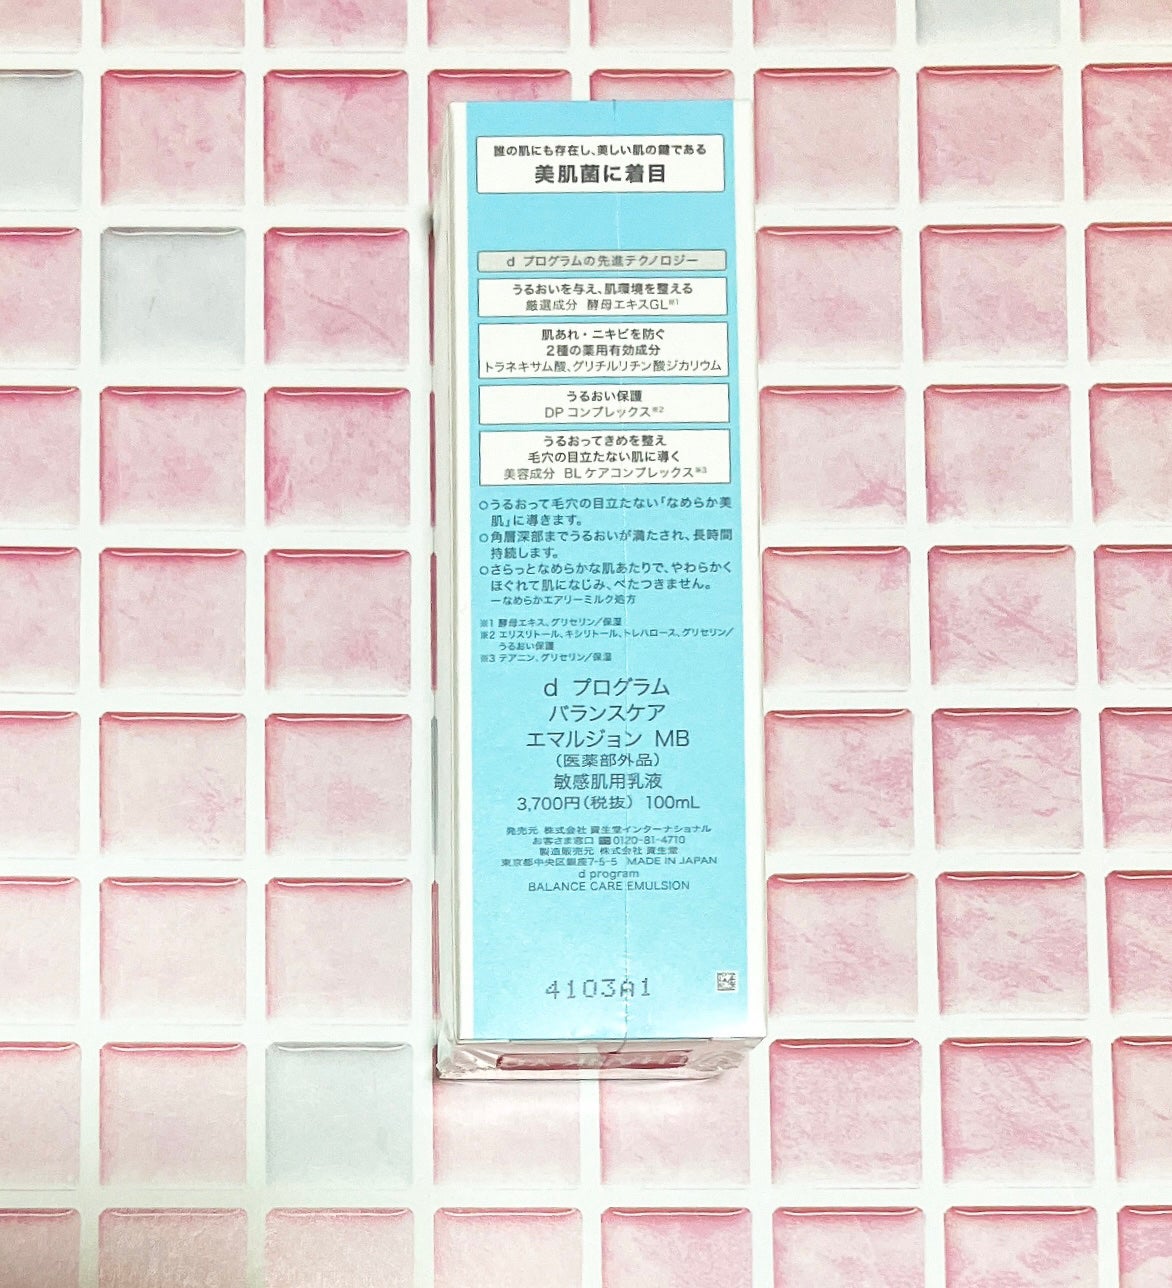 誰の肌にも存在し、美しい肌の鍵である
美肌菌に着目
d プログラムの先進テクノロジー
うるおいを与え、肌環境を整える
厳選成分 酵母エキスGL※1
肌あれ・ニキビを防ぐ
2種の薬用有効成分
トラネキサム酸、グリチルリチン酸ジカリウム
うるおい保護
DP コンプレックス※2
うるおってきめを整え
毛穴の目立たない肌に導く
美容成分 BLケアコンプレックス※3
○うるおって毛穴の目立たない「なめらか美
肌」に導きます。
○角層深部までうるおいが満たされ、長時間
持続します。
○さらっとなめらかな肌あたりで、やわらかく
ほぐれて肌になじみ、べたつきません。
ーなめらかエアリーミルク処方
※1 酵母エキス、グリセリン/保湿
※2 エリスリトール、キシリトール、トレハロース、グリセリン/
うるおい保護
※3 テアニン、グリセリン/保湿
d プログラム
バランスケア
エマルジョン MB
(医薬部外品)
敏感肌用乳液
3,700円(税抜) 100mL
発売元 株式会社 資生堂インターナショナル
お客さま窓口 0120-81-4710
製造販売元 株式会社 資生堂
東京都中央区銀座7-5-5 MADE IN JAPAN
d program
BALANCE CARE EMULSION
4103A1